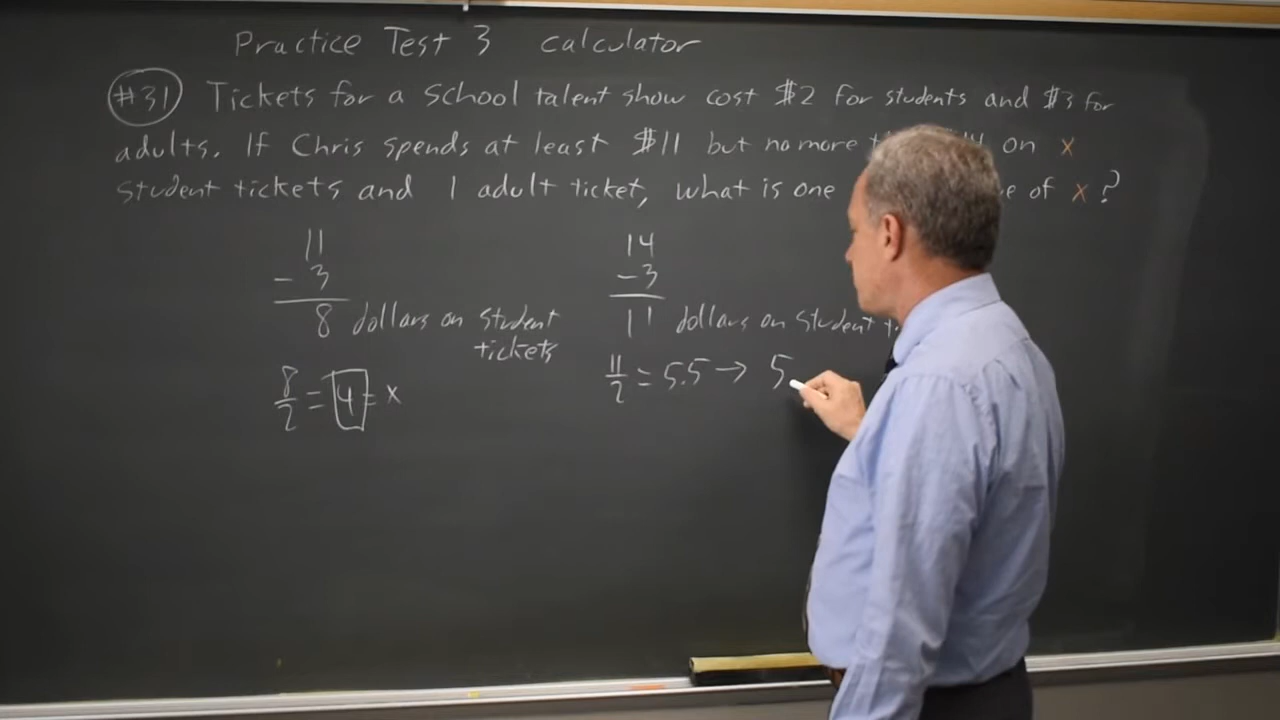 Practice Test 3 calculator
#31 Tickets for a school talent show cost $2 for students and $3 for
adults. If Chris spends at least $11 but no more on x
student tickets and 1 adult ticket, what is one of x?
11
- 3
8 dollars on student
tickets
8/2 = 4 = x
14
- 3
11 dollars on student
11/2 = 5.5 → 5